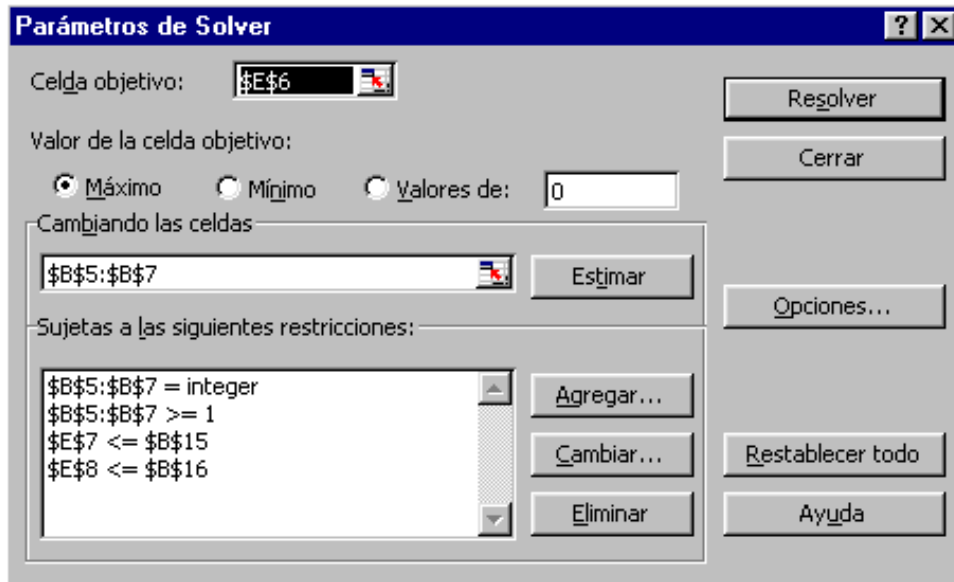 Parámetros de Solver ? X
Celda objetivo: $E$6
Resolver
Valor de la celda objetivo:
Cerrar
Máximo Mínimo Valores de: 0
Cambiando las celdas
$B$5:$B$7 Estimar
Opciones...
Sujetas a las siguientes restricciones:
$B$5:$B$7 = integer
$B$5:$B$7 >= 1
$E$7 <= $B$15
$E$8 <= $B$16
Agregar...
Cambiar...
Restablecer todo
Eliminar
Ayuda